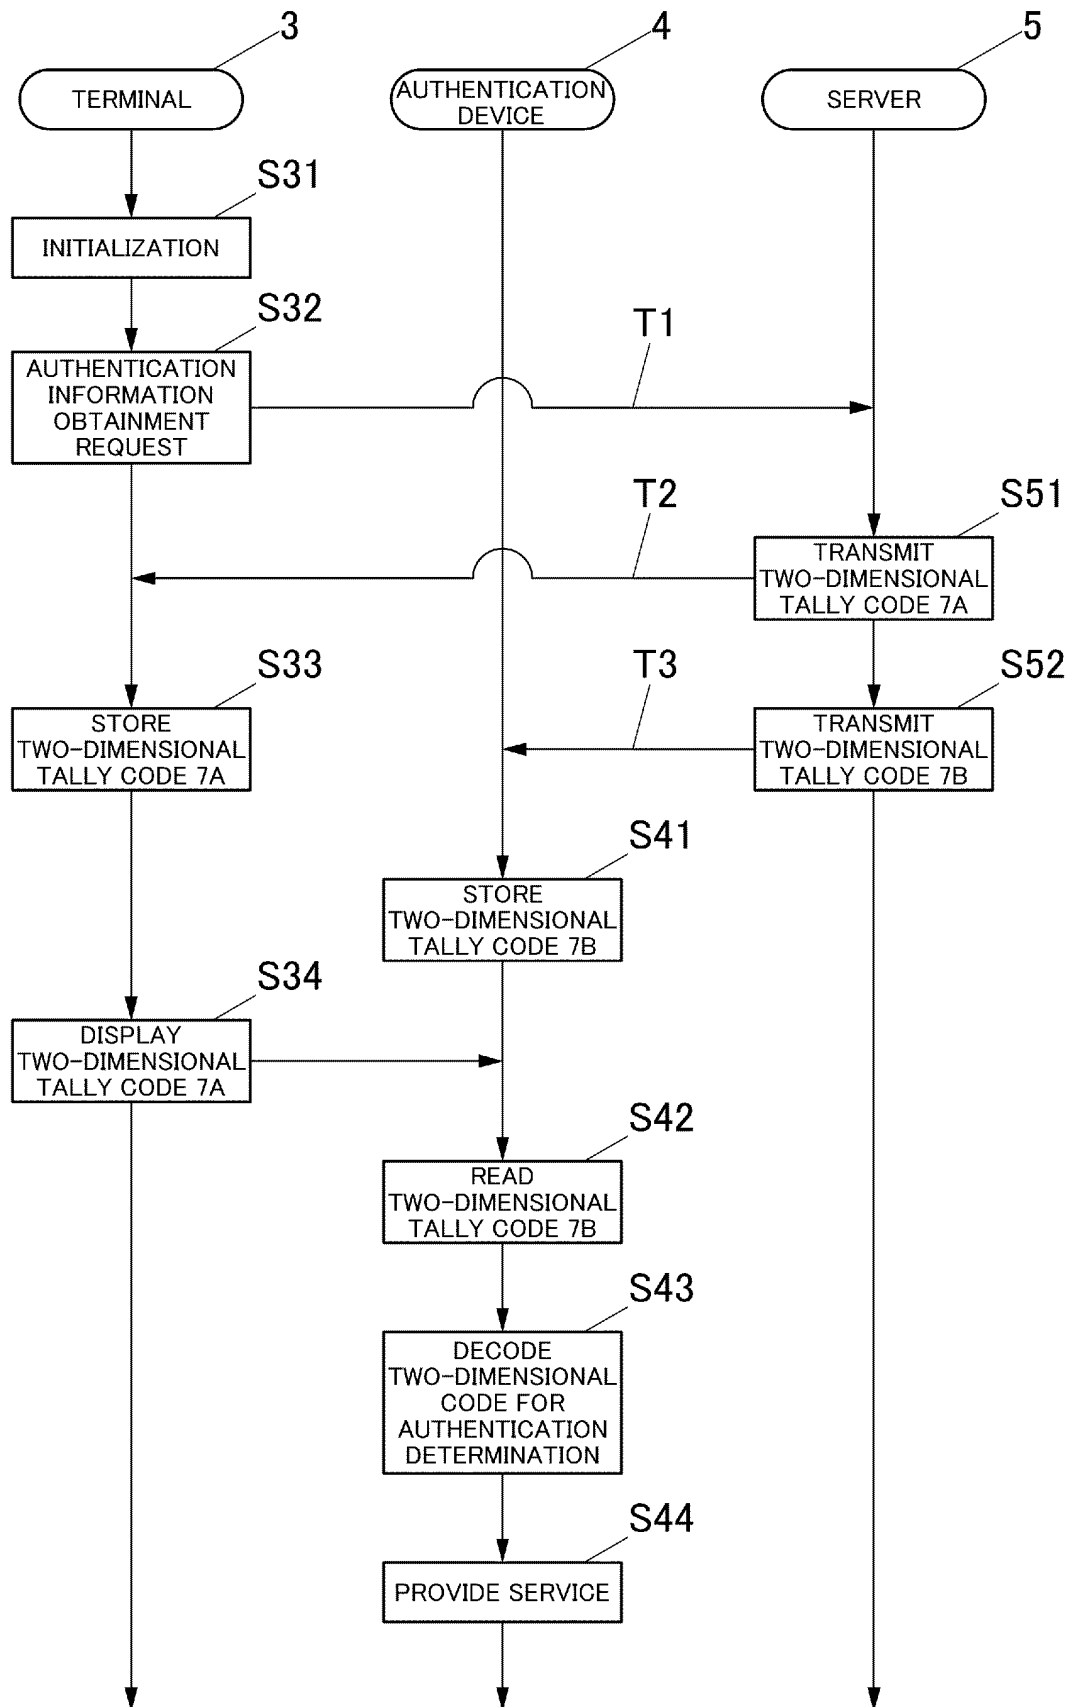 3
4
5
TERMINAL
AUTHENTICATION
DEVICE
SERVER
S31
INITIALIZATION
S32
AUTHENTICATION
INFORMATION
OBTAINMENT
REQUEST
T1
T2
S51
TRANSMIT
TWO-DIMENSIONAL
TALLY CODE 7A
S33
STORE
TWO-DIMENSIONAL
TALLY CODE 7A
T3
S52
TRANSMIT
TWO-DIMENSIONAL
TALLY CODE 7B
S41
STORE
TWO-DIMENSIONAL
TALLY CODE 7B
S34
DISPLAY
TWO-DIMENSIONAL
TALLY CODE 7A
S42
READ
TWO-DIMENSIONAL
TALLY CODE 7B
S43
DECODE
TWO-DIMENSIONAL
CODE FOR
AUTHENTICATION
DETERMINATION
S44
PROVIDE SERVICE